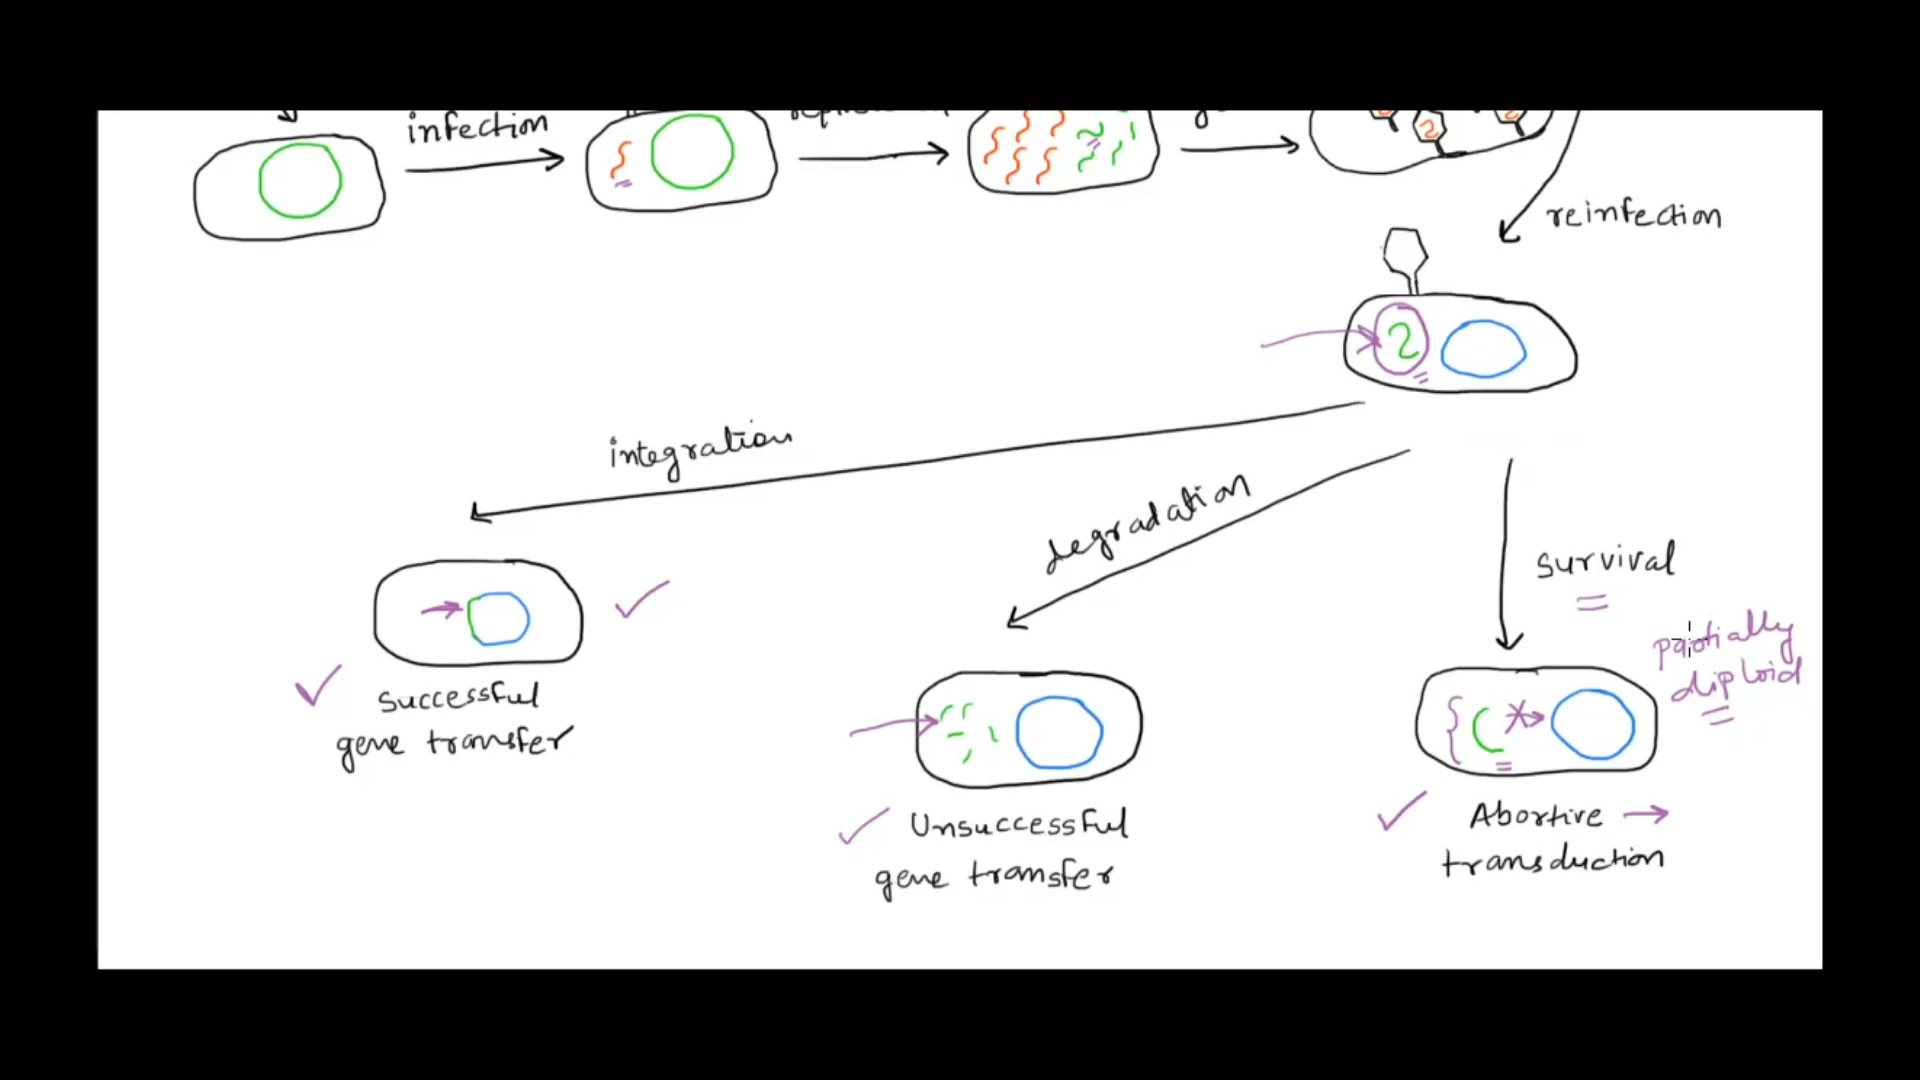 infection
reinfection
integration
degradation
survival
partially
diploid
Successful
gene transfer
Unsuccessful
gene transfer
Abortive →
transduction